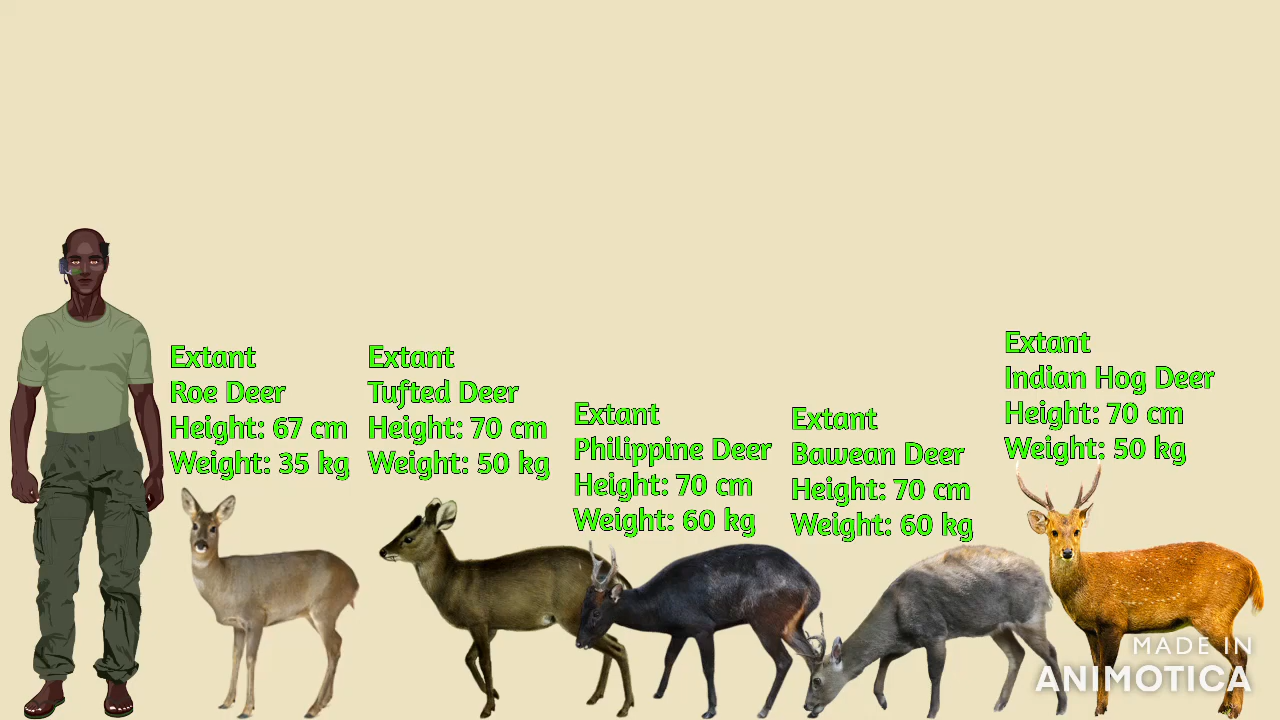 Extant
Roe Deer
Height: 67 cm
Weight: 35 kg
Extant
Tufted Deer
Height: 70 cm
Weight: 50 kg
Extant
Philippine Deer
Height: 70 cm
Weight: 60 kg
Extant
Bawean Deer
Height: 70 cm
Weight: 60 kg
Extant
Indian Hog Deer
Height: 70 cm
Weight: 50 kg
MADE IN
ANIMOTICA